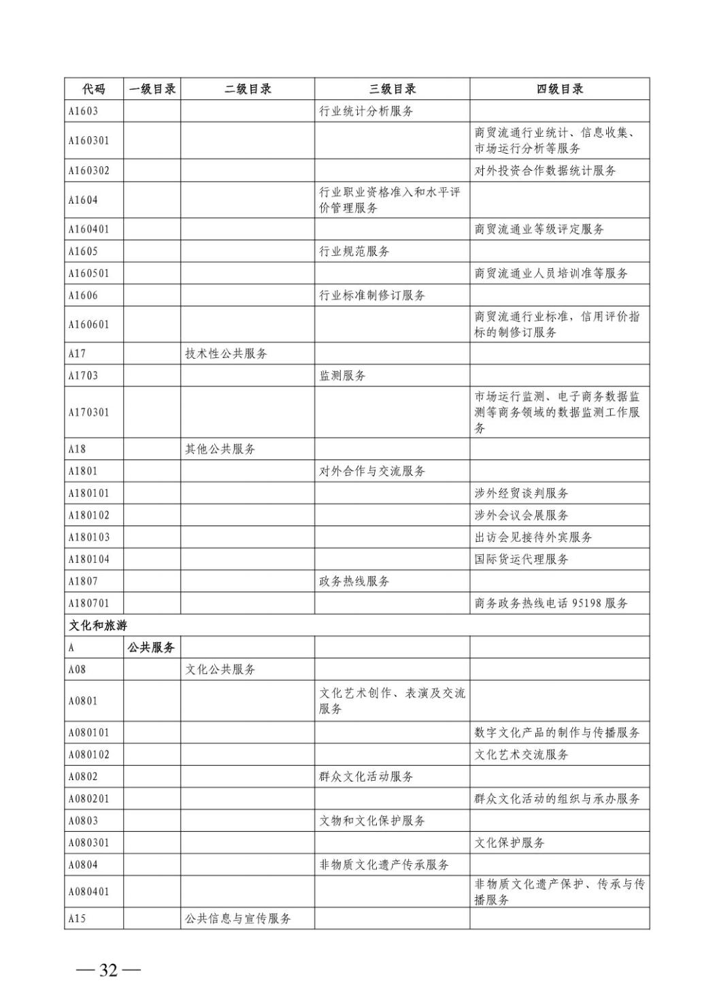 代码 一级目录 二级目录 三级目录 四级目录
A1603 行业统计分析服务
A160301 商贸流通行业统计、信息收集、
市场运行分析等服务
A160302 对外投资合作数据统计服务
A1604 行业职业资格准入和水平评
价管理服务
A160401 商贸流通业等级评定服务
A1605 行业规范服务
A160501 商贸流通业人员培训准等服务
A1606 行业标准制修订服务
A160601 商贸流通行业标准，信用评价指
标的制修订服务
A17 技术性公共服务
A1703 监测服务
A170301 市场运行监测、电子商务数据监
测等商务领域的数据监测工作服
务
A18 其他公共服务
A1801 对外合作与交流服务
A180101 涉外经贸谈判服务
A180102 涉外会议会展服务
A180103 出访会见接待外宾服务
A180104 国际货运代理服务
A1807 政务热线服务
A180701 商务政务热线电话 95198 服务
文化和旅游
A 公共服务
A08 文化公共服务
A0801 文化艺术创作、表演及交流
服务
A080101 数字文化产品的制作与传播服务
A080102 文化艺术交流服务
A0802 群众文化活动服务
A080201 群众文化活动的组织与承办服务
A0803 文物和文化保护服务
A080301 文化保护服务
A0804 非物质文化遗产传承服务
A080401 非物质文化遗产保护、传承与传
播服务
A15 公共信息与宣传服务
— 32 —